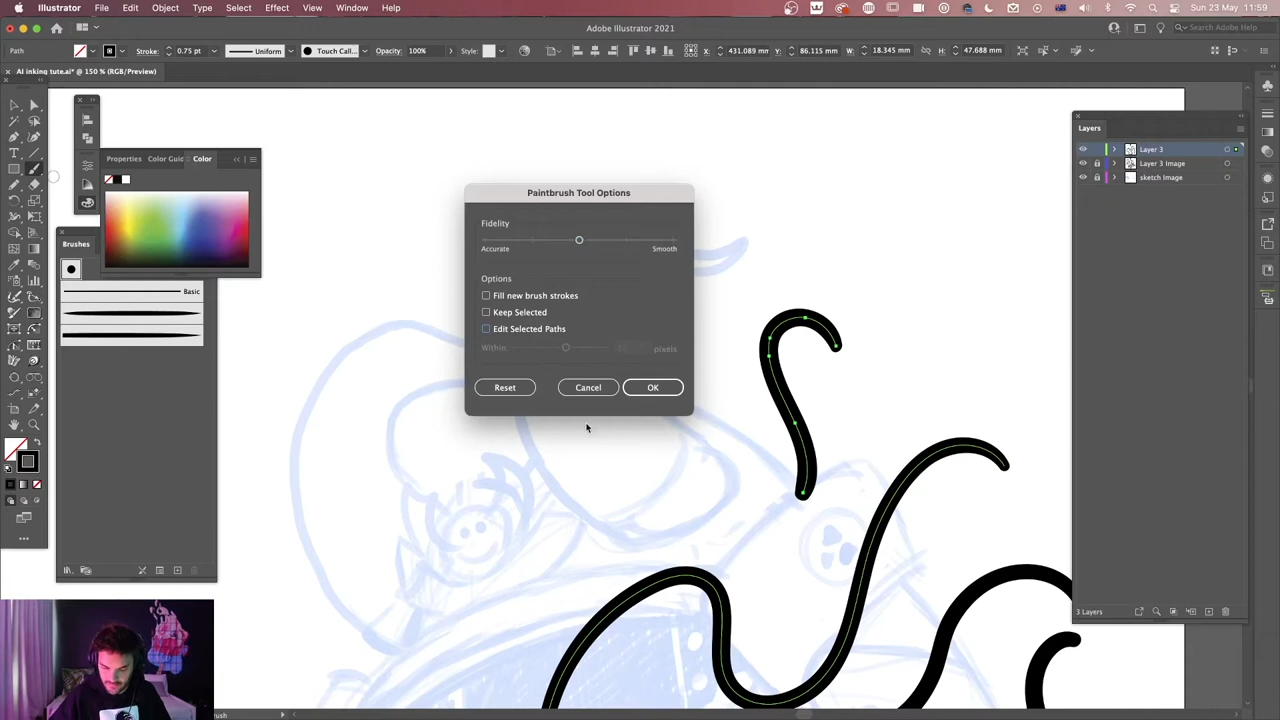 Illustrator File Edit Object Type Select Effect View Window Help Sun 23 May 11:59
Adobe Illustrator 2021 Search Adobe Help
Path Stroke: 0.75 pt Uniform Touch Call... Opacity: 100% Style: X: 431.089 mm Y: 86.115 mm W: 18.345 mm H: 47.688 mm
AI inking tute.ai* @ 150 % (RGB/Preview)
Properties Color Guid Color
Brushes
Basic
Paintbrush Tool Options
Fidelity
Accurate Smooth
Options
Fill new brush strokes
Keep Selected
Edit Selected Paths
Within: pixels
Reset Cancel OK
Layers
Layer 3
Layer 3 Image
sketch Image
3 Layers